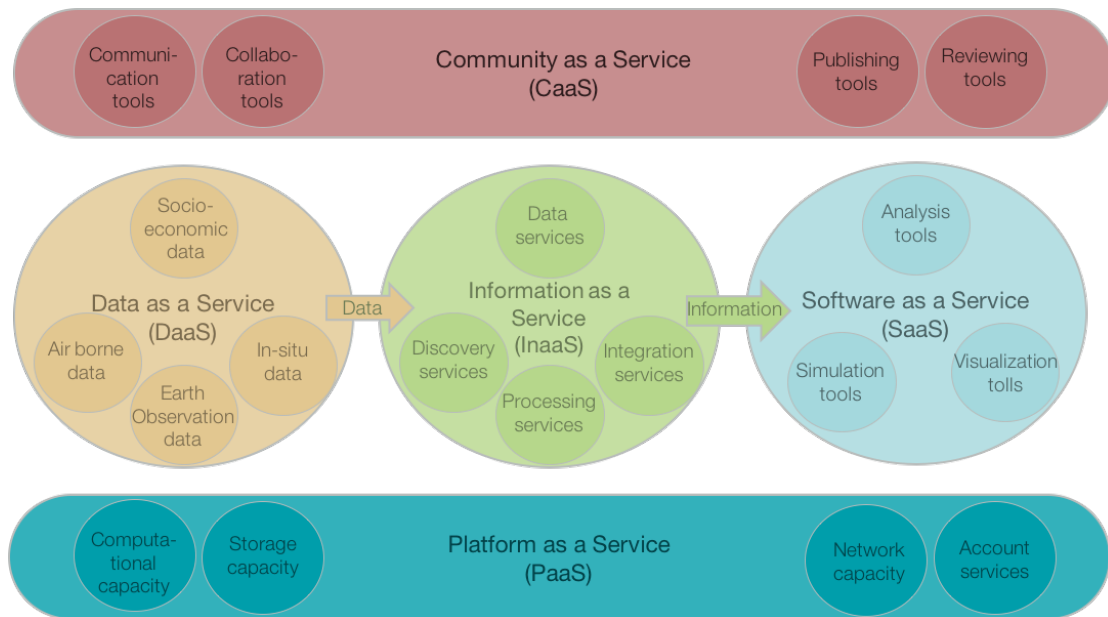 Communi-
cation
tools
Collabo-
ration
tools
Community as a Service
(CaaS)
Publishing
tools
Reviewing
tools
Socio-
economic
data
Data as a Service
(DaaS)
Air borne
data
In-situ
data
Earth
Observation
data
Data
Data
services
Information as a
Service
(InaaS)
Discovery
services
Integration
services
Processing
services
Information
Analysis
tools
Software as a Service
(SaaS)
Simulation
tools
Visualization
tolls
Computa-
tional
capacity
Storage
capacity
Platform as a Service
(PaaS)
Network
capacity
Account
services